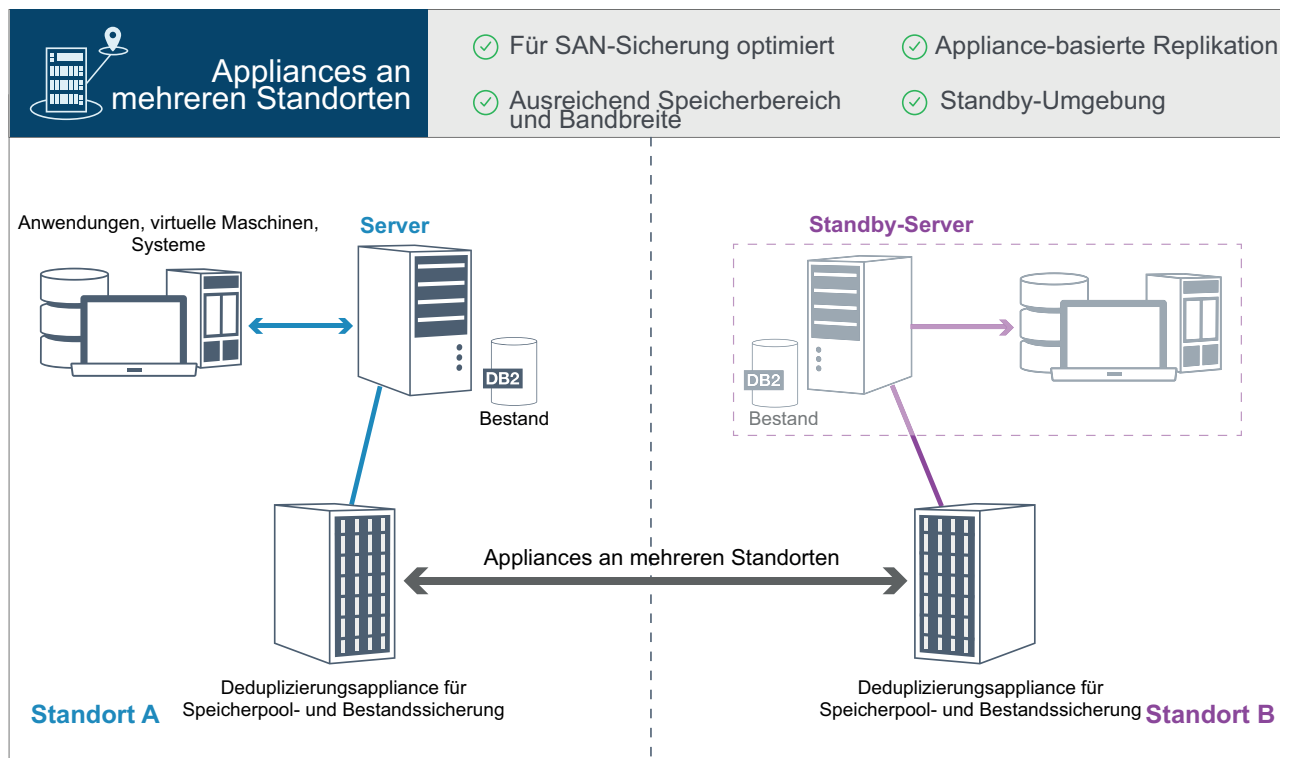 Appliances an
mehreren Standorten
Für SAN-Sicherung optimiert
Appliance-basierte Replikation
Ausreichend Speicherbereich
und Bandbreite
Standby-Umgebung
Anwendungen, virtuelle Maschinen,
Systeme
Server
DB2
Bestand
Standby-Server
DB2
Bestand
Appliances an mehreren Standorten
Deduplizierungsappliance für
Speicherpool- und Bestandssicherung
Standort A
Deduplizierungsappliance für
Speicherpool- und Bestandssicherung
Standort B